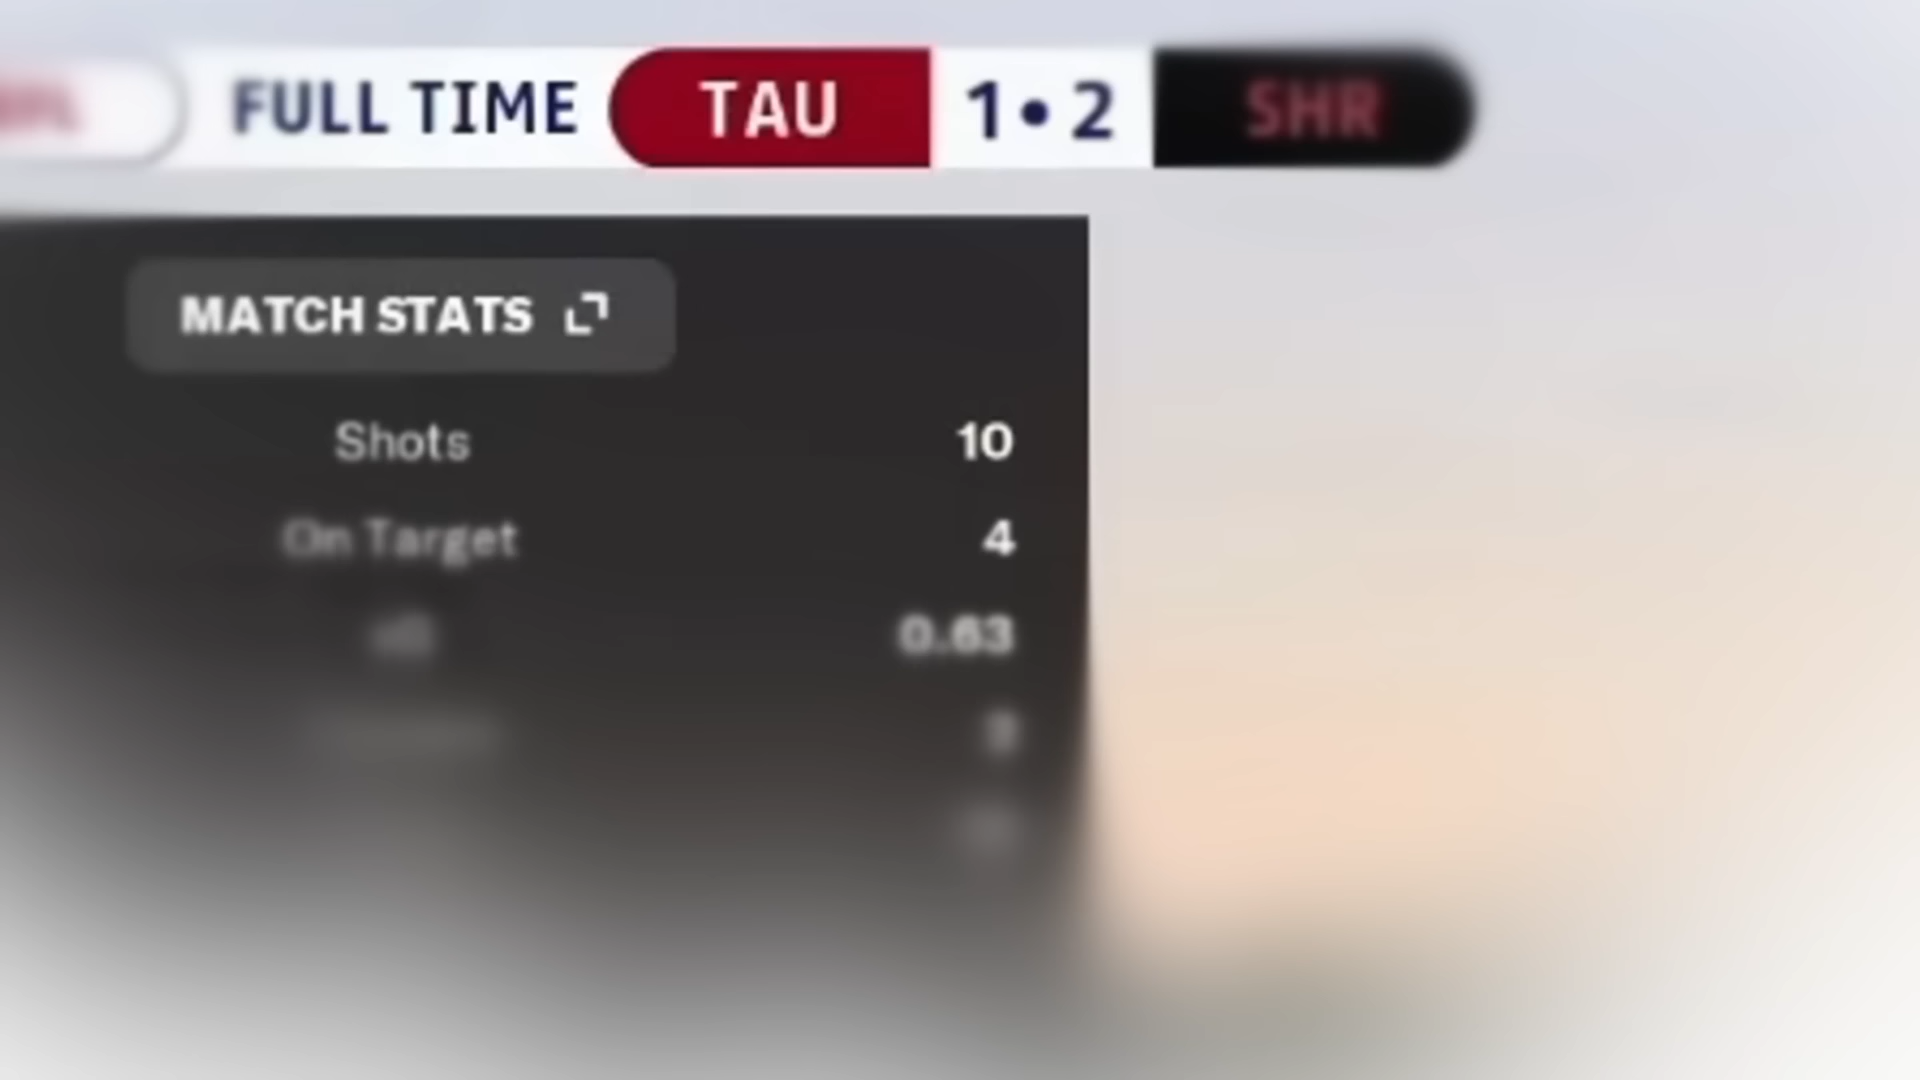 FULL TIME TAU 1 • 2 SHR
MATCH STATS
Shots 10
On Target 4
0.63